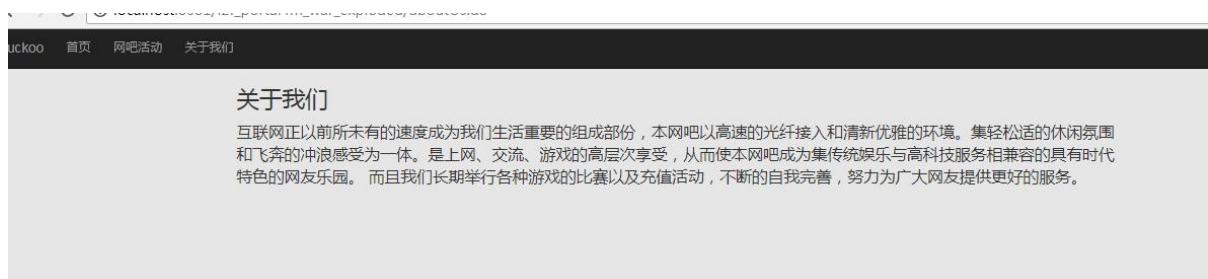 uckoo 首页 网吧活动 关于我们
关于我们
互联网正以前所未有的速度成为我们生活重要的组成部份，本网吧以高速的光纤接入和清新优雅的环境。集轻松适的休闲氛围
和飞奔的冲浪感受为一体。是上网、交流、游戏的高层次享受，从而使本网吧成为集传统娱乐与高科技服务相兼容的具有时代
特色的网友乐园。 而且我们长期举行各种游戏的比赛以及充值活动，不断的自我完善，努力为广大网友提供更好的服务。